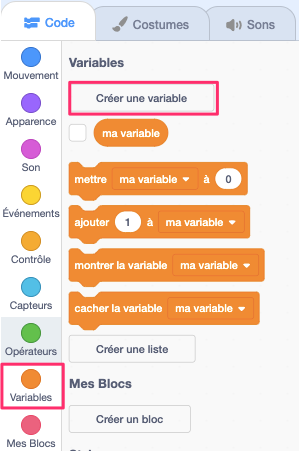 Code
Costumes
Sons
Mouvement
Apparence
Son
Événements
Contrôle
Capteurs
Opérateurs
Variables
Mes Blocs
Variables
Créer une variable
ma variable
mettre ma variable à 0
ajouter 1 à ma variable
montrer la variable ma variable
cacher la variable ma variable
Créer une liste
Mes Blocs
Créer un bloc